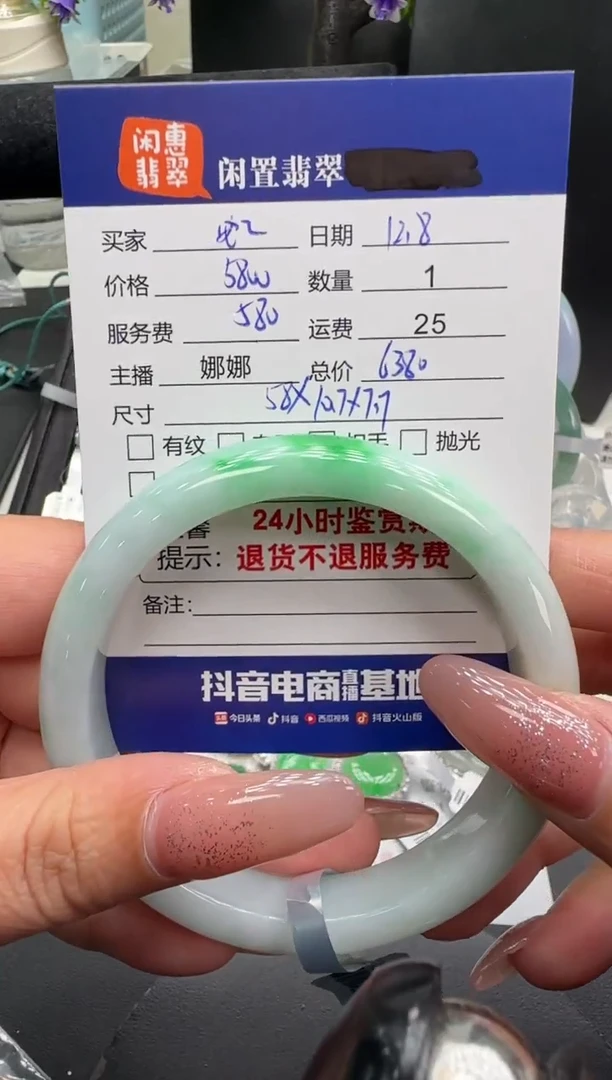 闲惠
翡翠
闲置翡翠
买家 日期 12.8
价格 5800 数量 1
服务费 580 运费 25
主播 娜娜 总价 6380
尺寸 58×10.7×7.7
有纹 抛光
24小时鉴赏期
提示：退货不退服务费
备注：
抖音电商直播基地
今日头条 抖音 西瓜视频 抖音火山版